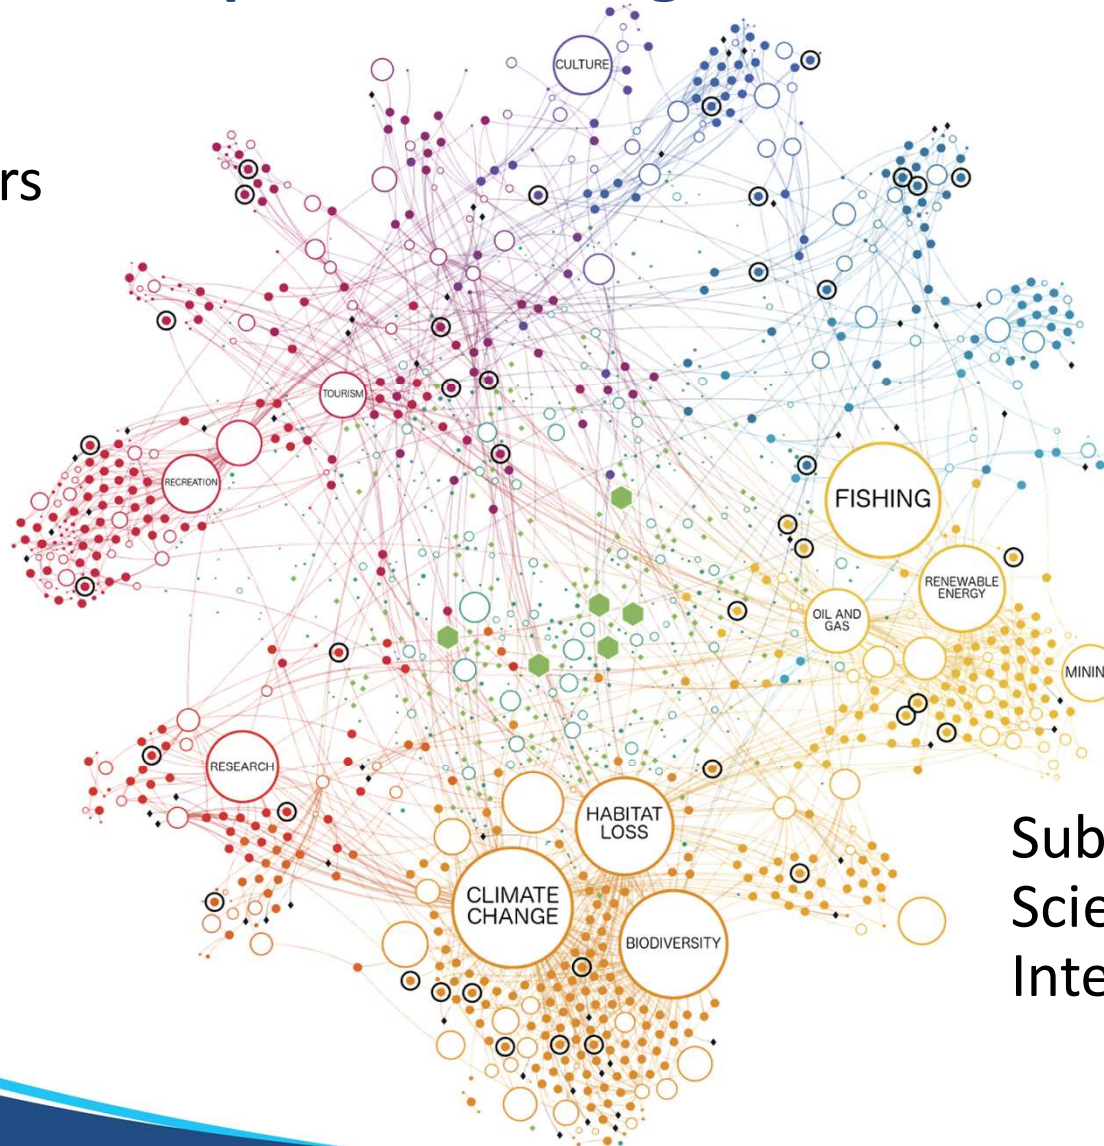 CULTURE
rs
TOURISM
RECREATION
FISHING
RENEWABLE
ENERGY
OIL AND
GAS
MININ
RESEARCH
HABITAT
LOSS
CLIMATE
CHANGE
BIODIVERSITY
Sub
Scie
Inte